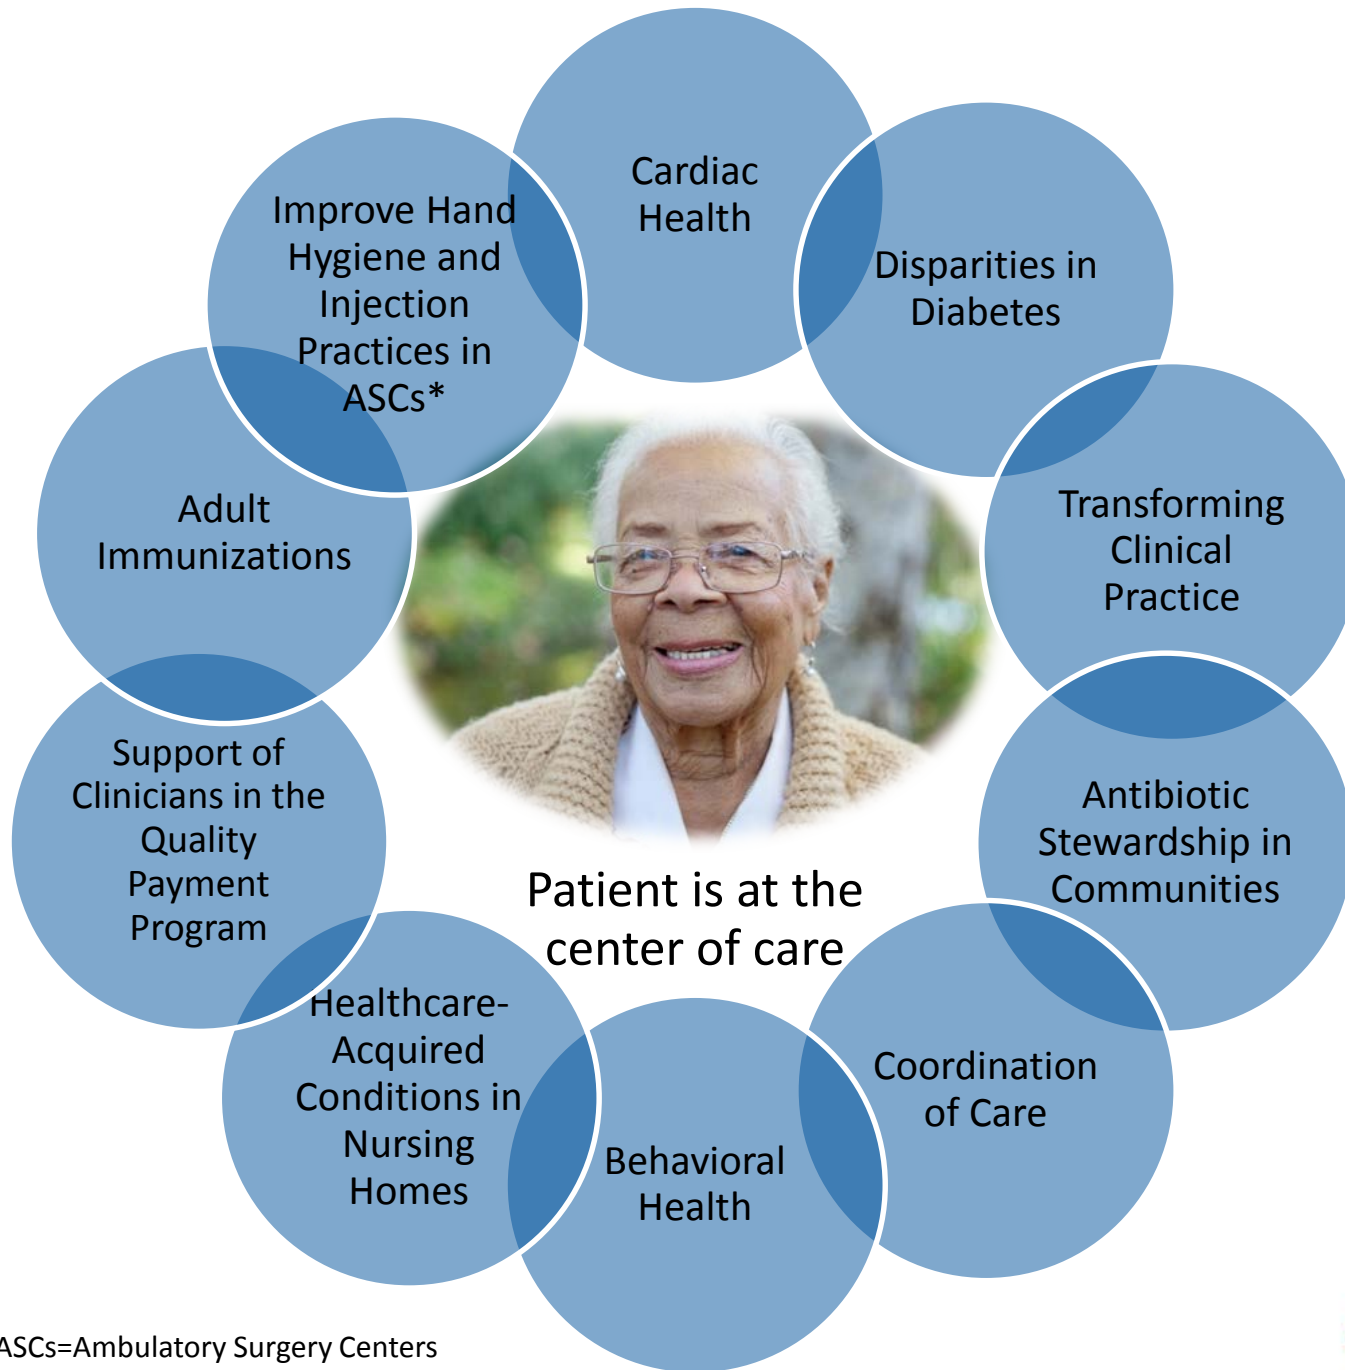 Cardiac
Health
Disparities in
Diabetes
Transforming
Clinical
Practice
Antibiotic
Stewardship in
Communities
Coordination
of Care
Behavioral
Health
Healthcare-
Acquired
Conditions in
Nursing
Homes
Support of
Clinicians in the
Quality
Payment
Program
Adult
Immunizations
Improve Hand
Hygiene and
Injection
Practices in
ASCs*
Patient is at the
center of care
ASCs=Ambulatory Surgery Centers